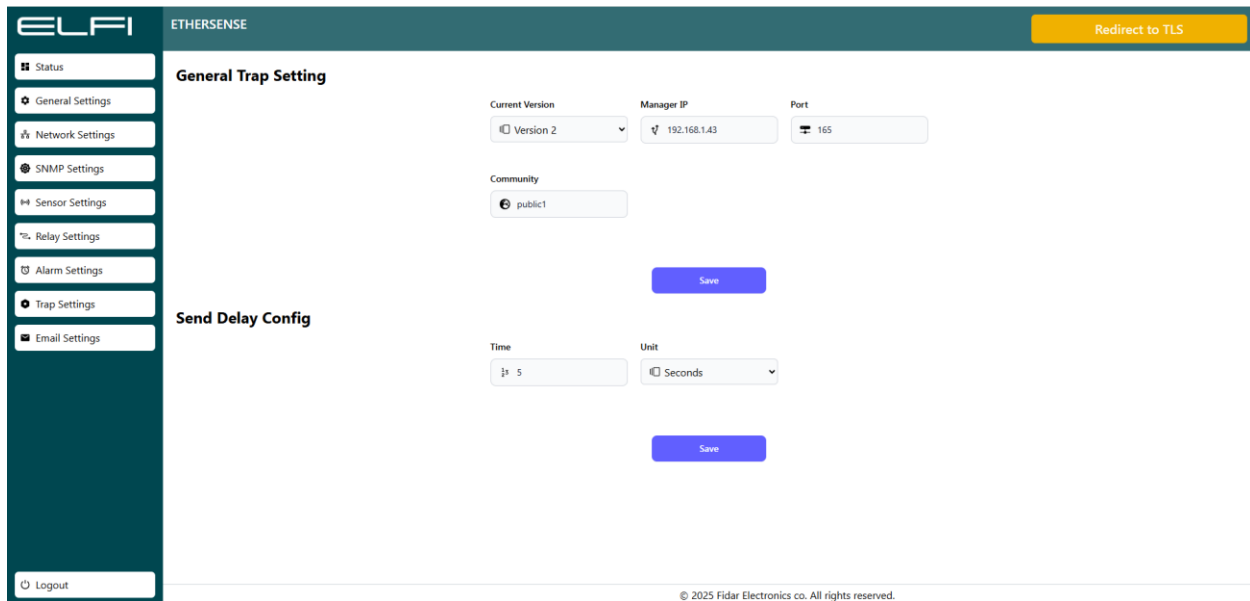 ELFI
ETHERSENSE
Redirect to TLS
Status
General Settings
Network Settings
SNMP Settings
Sensor Settings
Relay Settings
Alarm Settings
Trap Settings
Email Settings
Logout
General Trap Setting
Current Version
Manager IP
Port
Version 2
192.168.1.43
165
Community
public1
Save
Send Delay Config
Time
Unit
5
Seconds
Save
© 2025 Fidar Electronics co. All rights reserved.